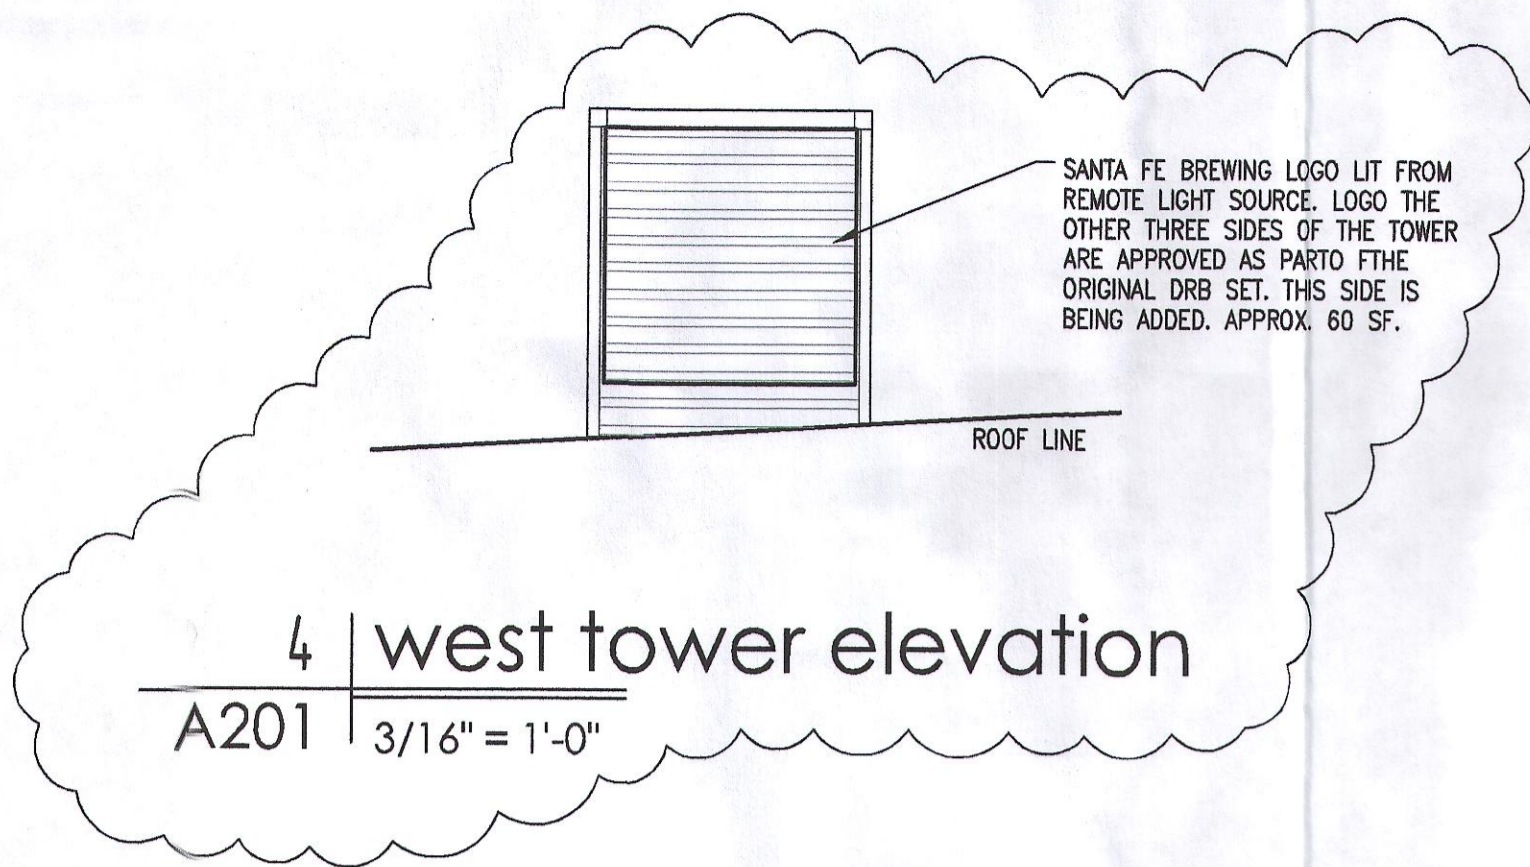 SANTA FE BREWING LOGO LIT FROM
REMOTE LIGHT SOURCE. LOGO THE
OTHER THREE SIDES OF THE TOWER
ARE APPROVED AS PARTO FTHE
ORIGINAL DRB SET. THIS SIDE IS
BEING ADDED. APPROX. 60 SF.
ROOF LINE
4 west tower elevation
A201 3/16" = 1'-0"